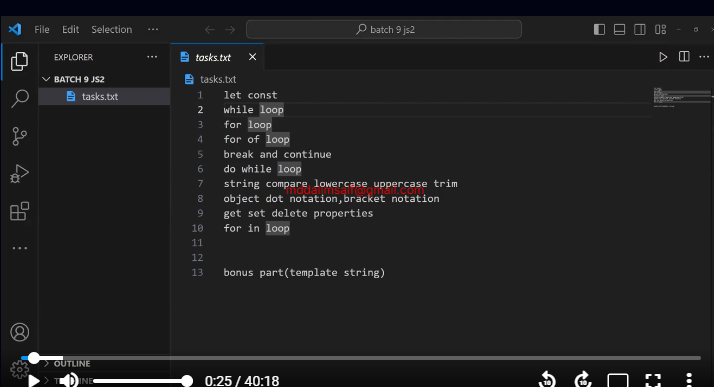 File Edit Selection ··· batch 9 js2
EXPLORER ···
tasks.txt
BATCH 9 JS2
tasks.txt
tasks.txt
1 let const
2 while loop
3 for loop
4 for of loop
5 break and continue
6 do while loop
7 string compare lowercase uppercase trim
8 object dot notation,bracket notation
9 get set delete properties
10 for in loop
11
12
13 bonus part(template string)
OUTLINE
0:25 / 40:18
10 10